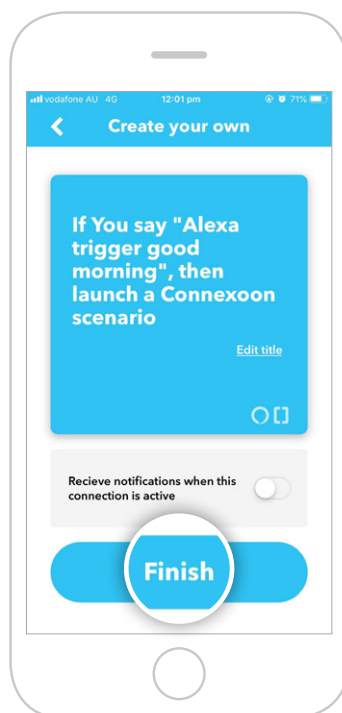 vodafone AU 4G 12:01 pm 71%
Create your own
If You say "Alexa
trigger good
morning", then
launch a Connexoon
scenario
Edit title
Recieve notifications when this
connection is active
Finish